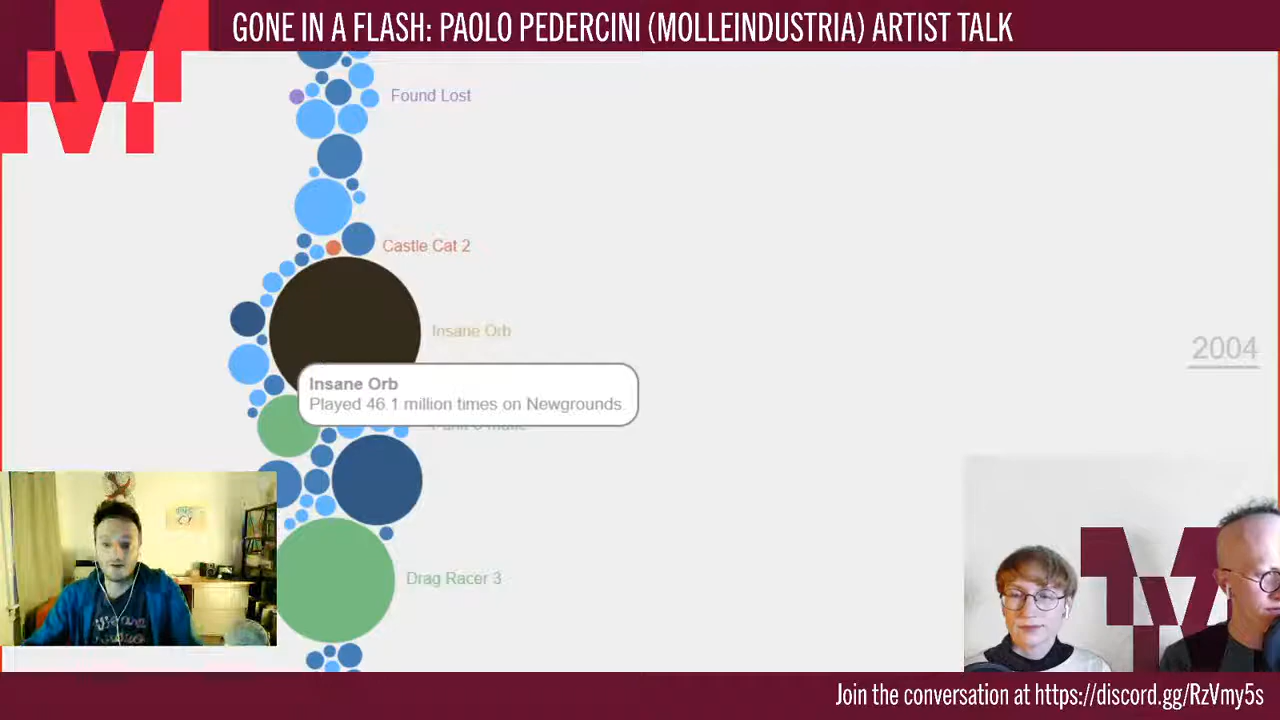 GONE IN A FLASH: PAOLO PEDERCINI (MOLLEINDUSTRIA) ARTIST TALK
Found Lost
Castle Cat 2
Insane Orb
2004
Insane Orb
Played 46.1 million times on Newgrounds.
Drag Racer 3
Join the conversation at https://discord.gg/RzVmy5s